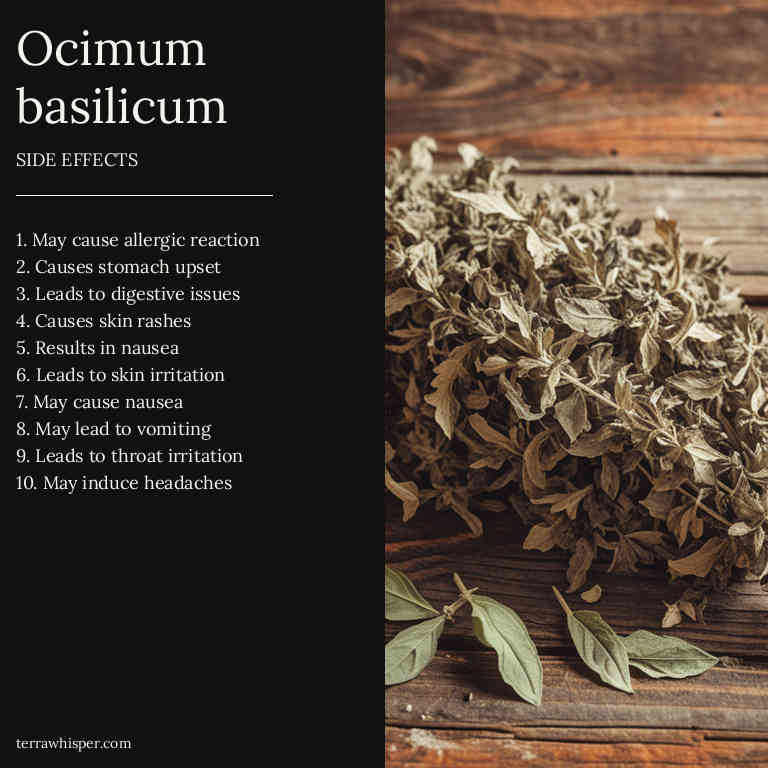 Ocimum
basilicum
SIDE EFFECTS
1. May cause allergic reaction
2. Causes stomach upset
3. Leads to digestive issues
4. Causes skin rashes
5. Results in nausea
6. Leads to skin irritation
7. May cause nausea
8. May lead to vomiting
9. Leads to throat irritation
10. May induce headaches
terrawhisper.com